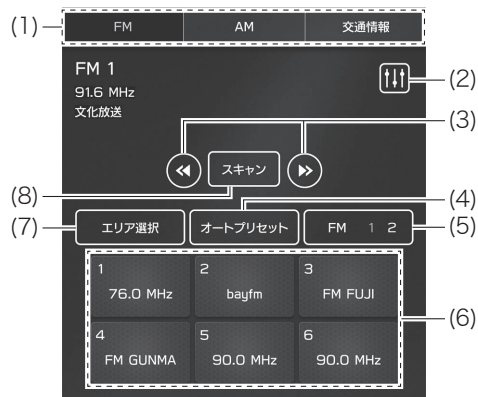 (1)
FM AM 交通情報
FM 1
91.6 MHz
文化放送
(2)
(3)
スキャン
(8)
(4)
(7)
エリア選択 オートプリセット FM 1 2
(5)
1 2 3
76.0 MHz bayfm FM FUJI
(6)
4 5 6
FM GUNMA 90.0 MHz 90.0 MHz